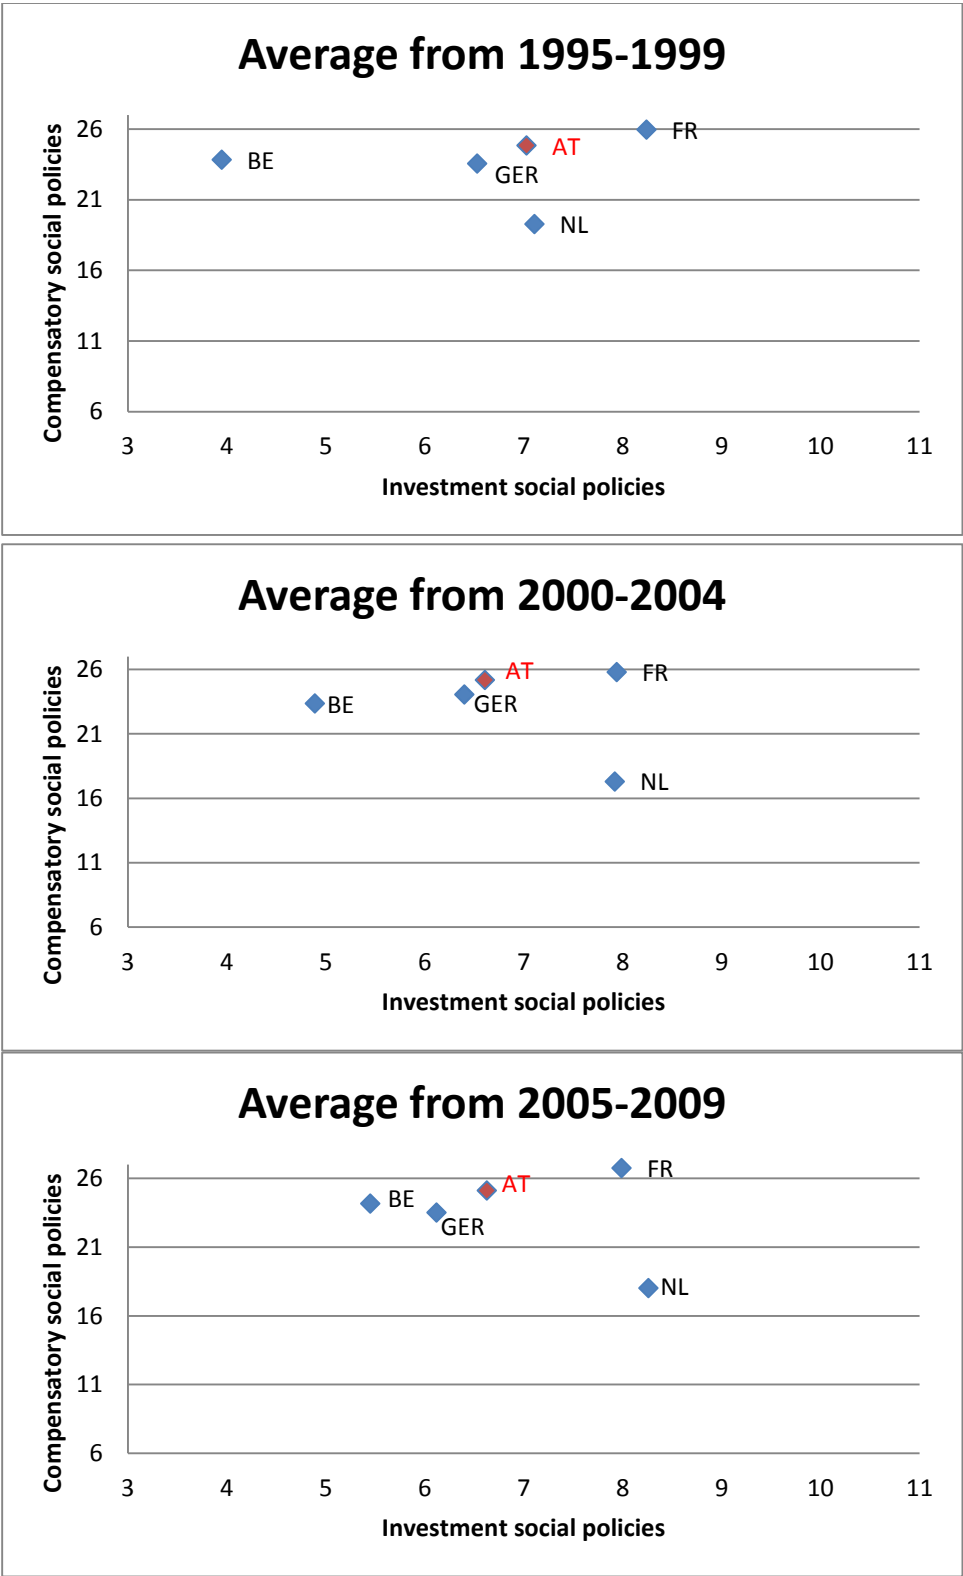 Average from 1995-1999
Compensatory social policies
26
21
16
11
6
FR
AT
BE
GER
NL
3 4 5 6 7 8 9 10 11
Investment social policies
Average from 2000-2004
Compensatory social policies
26
21
16
11
6
AT
FR
BE
GER
NL
3 4 5 6 7 8 9 10 11
Investment social policies
Average from 2005-2009
Compensatory social policies
26
21
16
11
6
FR
AT
BE
GER
NL
3 4 5 6 7 8 9 10 11
Investment social policies